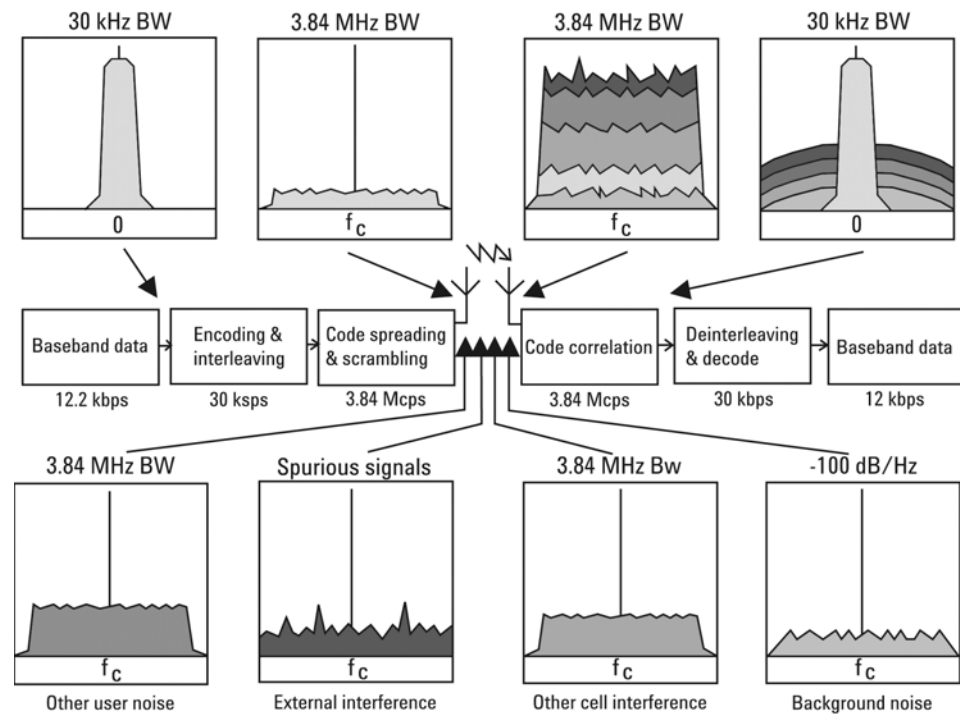 30 kHz BW
3.84 MHz BW
3.84 MHz BW
30 kHz BW
0
fc
fc
0
Baseband data
Encoding &
interleaving
Code spreading
& scrambling
Code correlation
Deinterleaving
& decode
Baseband data
12.2 kbps
30 ksps
3.84 Mcps
3.84 Mcps
30 kbps
12 kbps
3.84 MHz BW
Spurious signals
3.84 MHz Bw
-100 dB/Hz
fc
fc
fc
fc
Other user noise
External interference
Other cell interference
Background noise